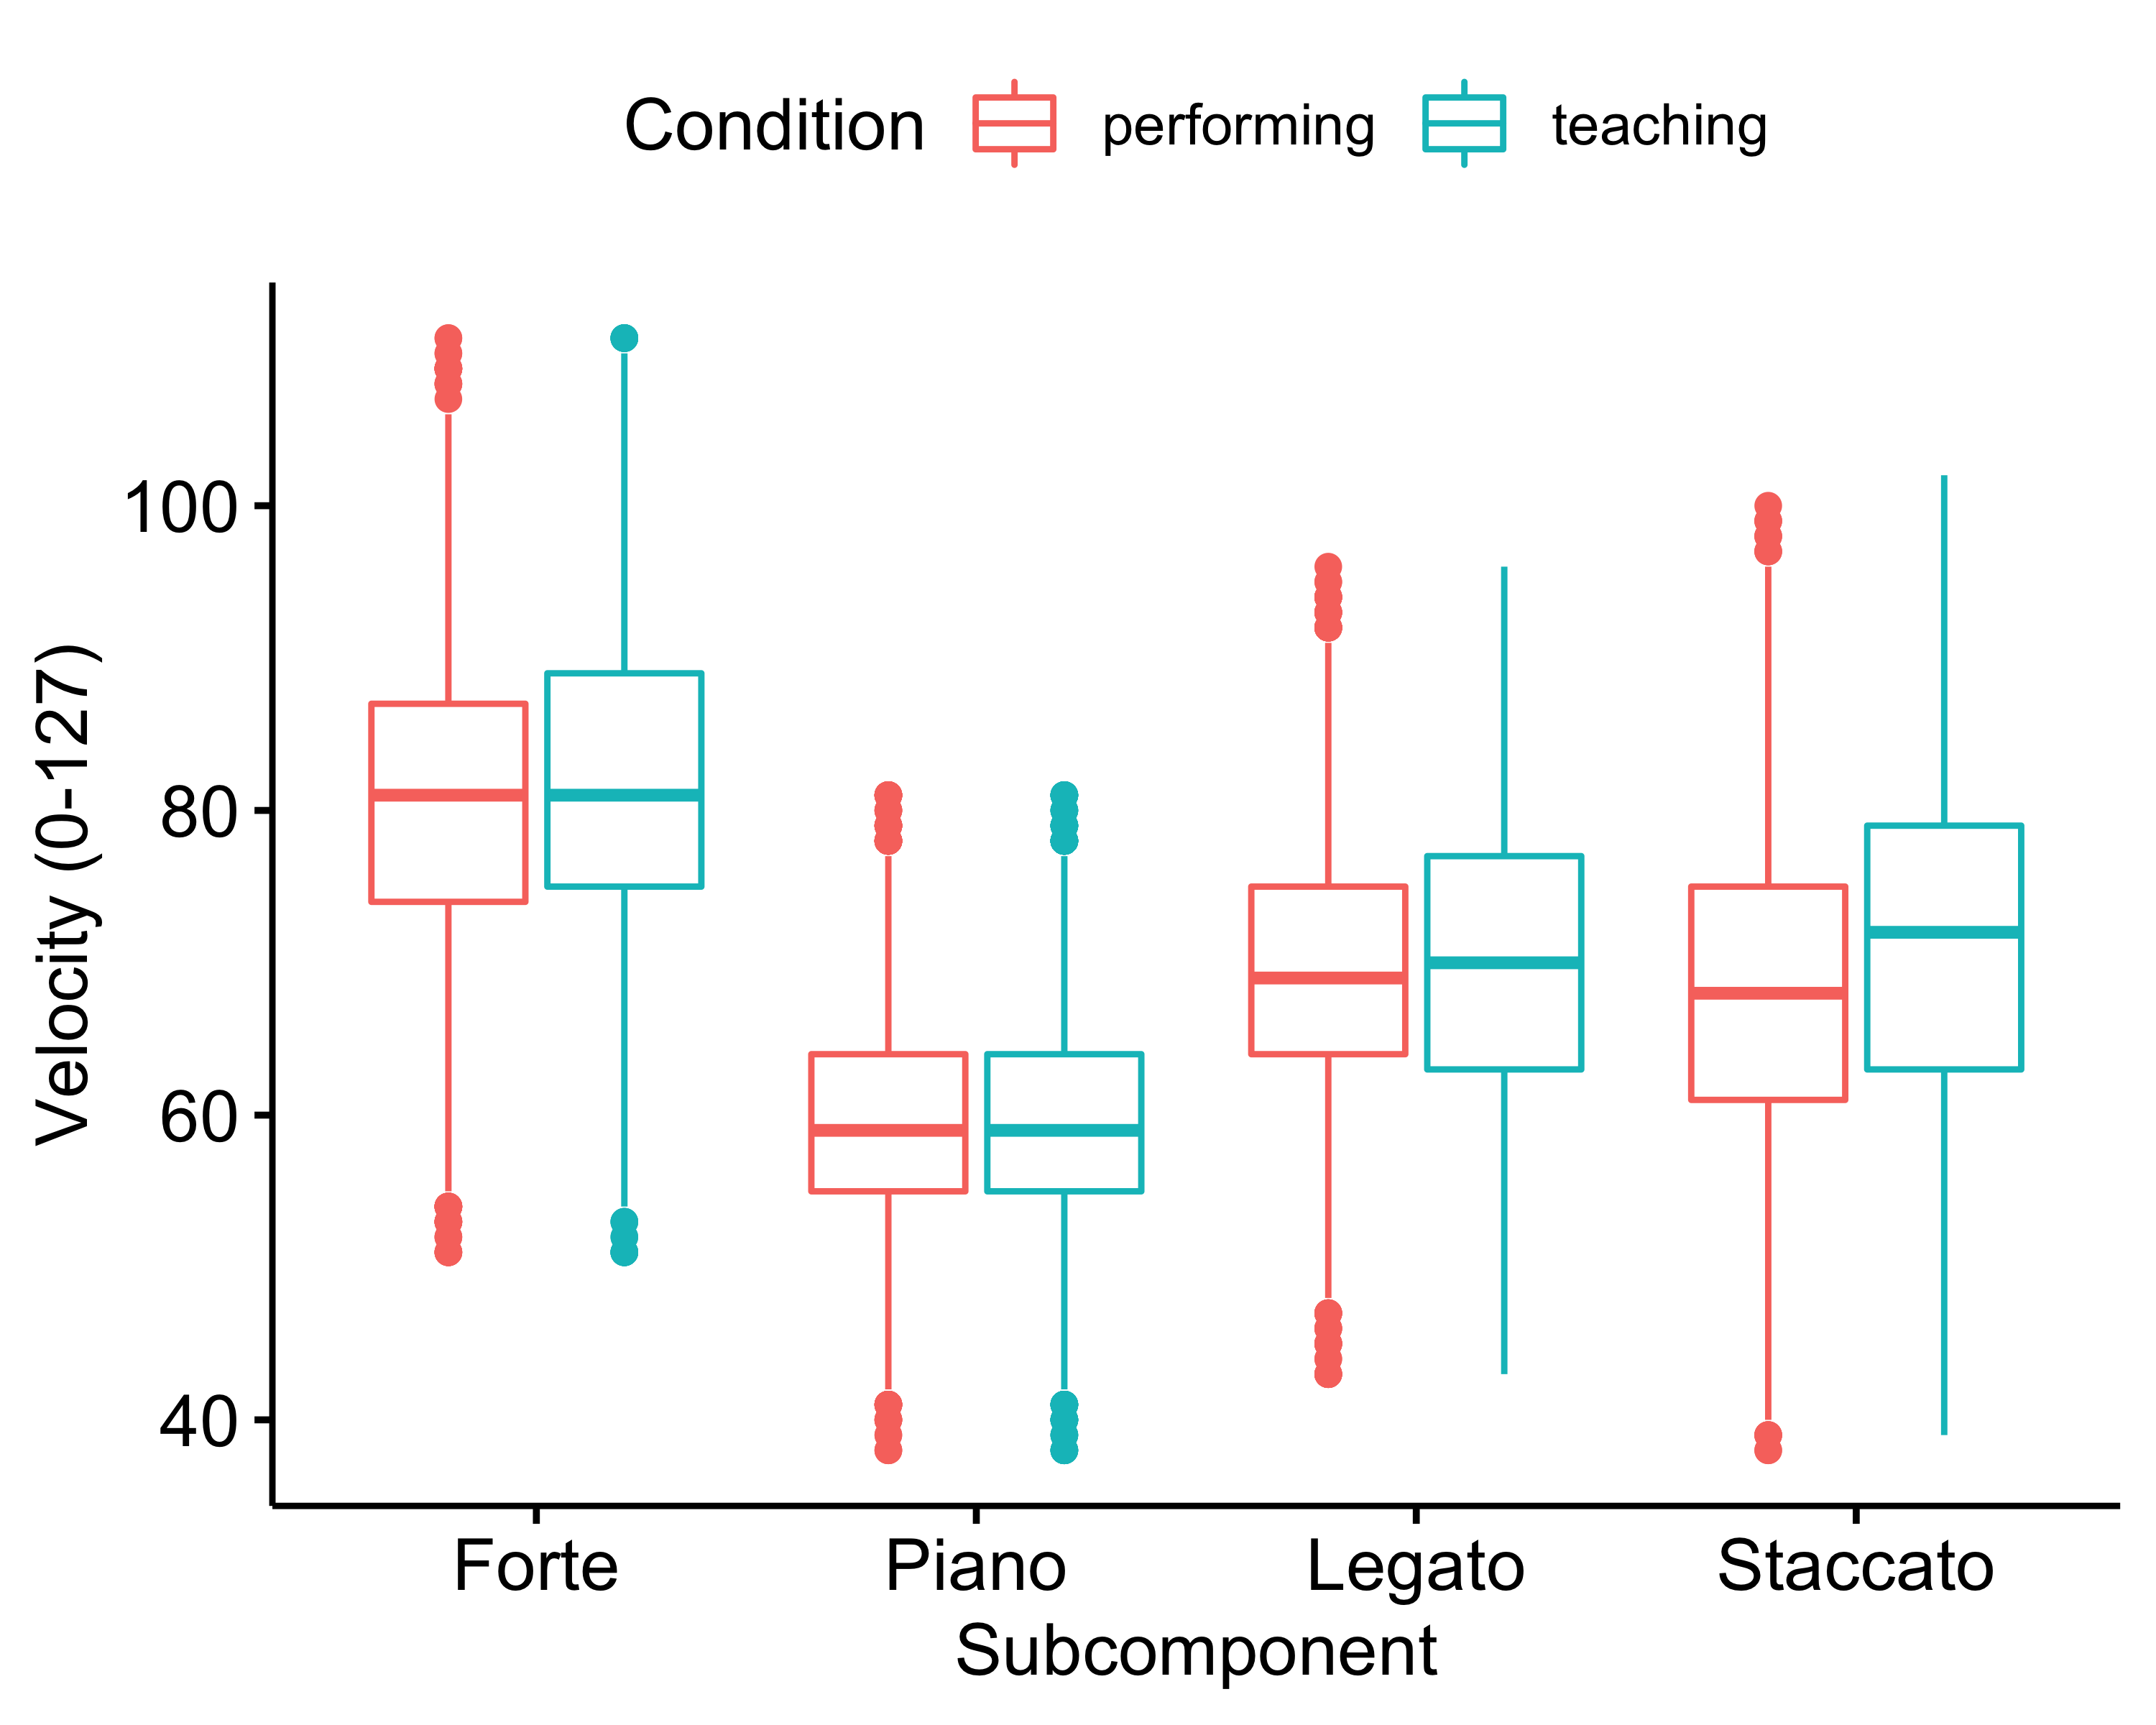 Condition performing teaching
Velocity (0-127)
100
80
60
40
Forte Piano Legato Staccato
Subcomponent